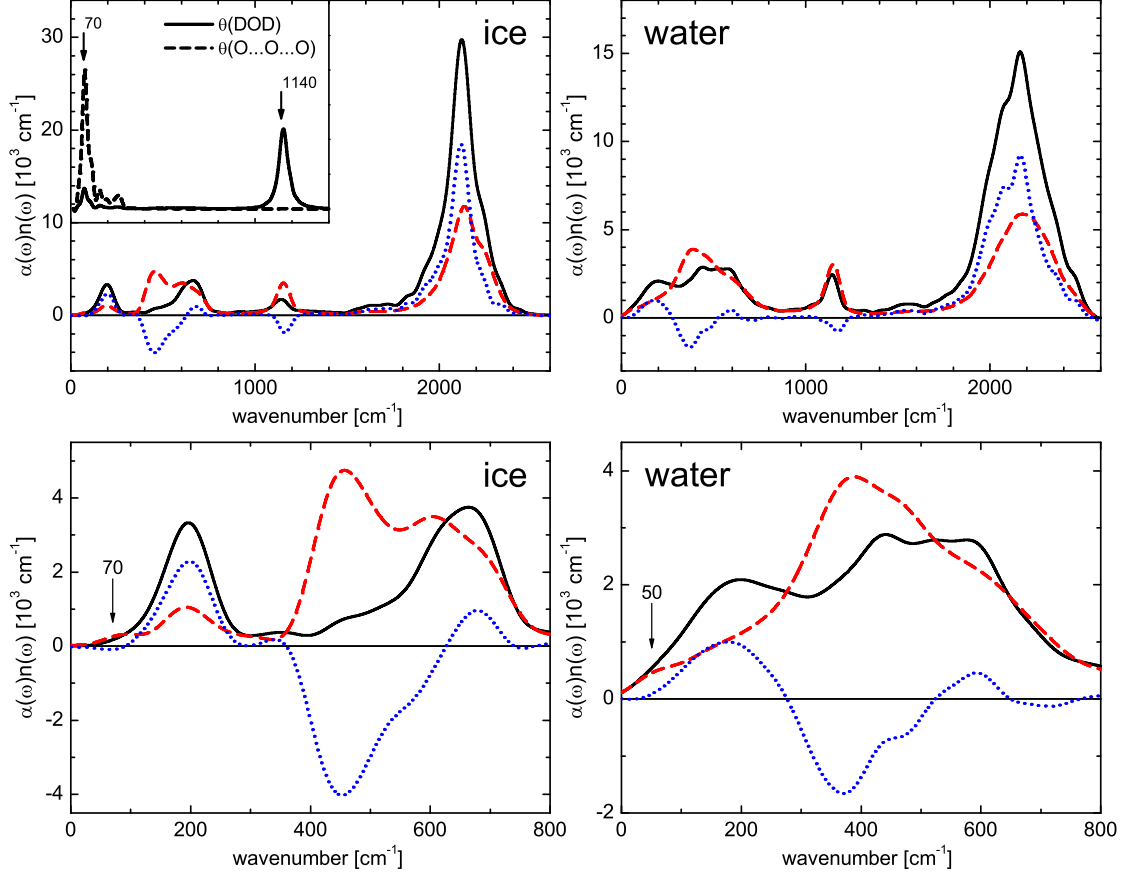 70
θ(DOD)
θ(O...O...O)
1140
ice
30
20
10
0
α(ω)n(ω) [10³ cm⁻¹]
0 1000 2000
wavenumber [cm⁻¹]
water
15
10
5
0
α(ω)n(ω) [10³ cm⁻¹]
0 1000 2000
wavenumber [cm⁻¹]
ice
70
4
2
0
-2
-4
α(ω)n(ω) [10³ cm⁻¹]
0 200 400 600 800
wavenumber [cm⁻¹]
water
50
4
2
0
-2
α(ω)n(ω) [10³ cm⁻¹]
0 200 400 600 800
wavenumber [cm⁻¹]